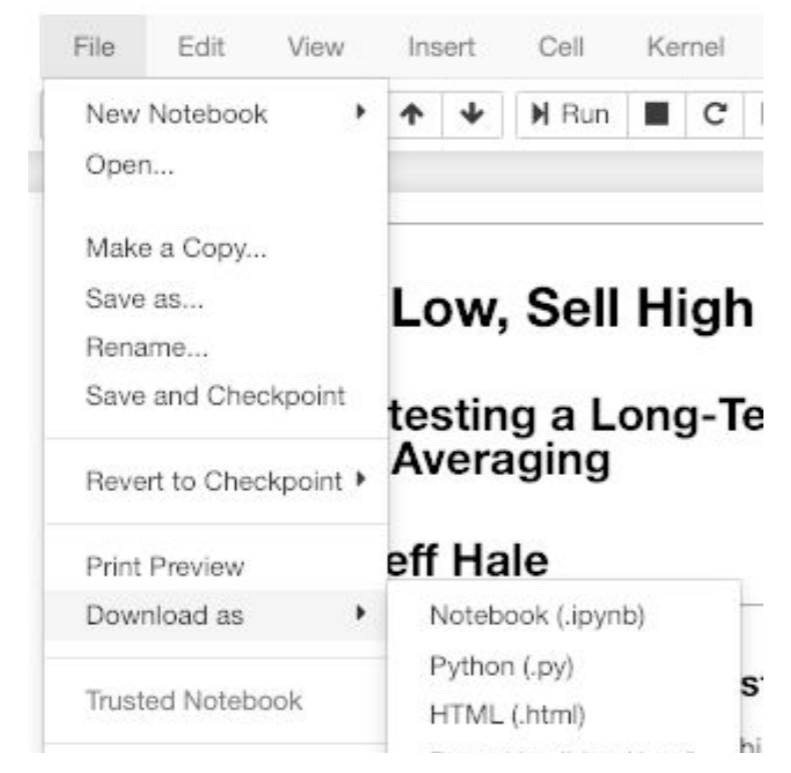 File Edit View Insert Cell Kernel
New Notebook
Run
Open...
Make a Copy...
Save as...
Low, Sell High
Rename...
Save and Checkpoint
testing a Long-Te
Averaging
Revert to Checkpoint
Print Preview
eff Hale
Download as
Notebook (.ipynb)
Python (.py)
Trusted Notebook
HTML (.html)